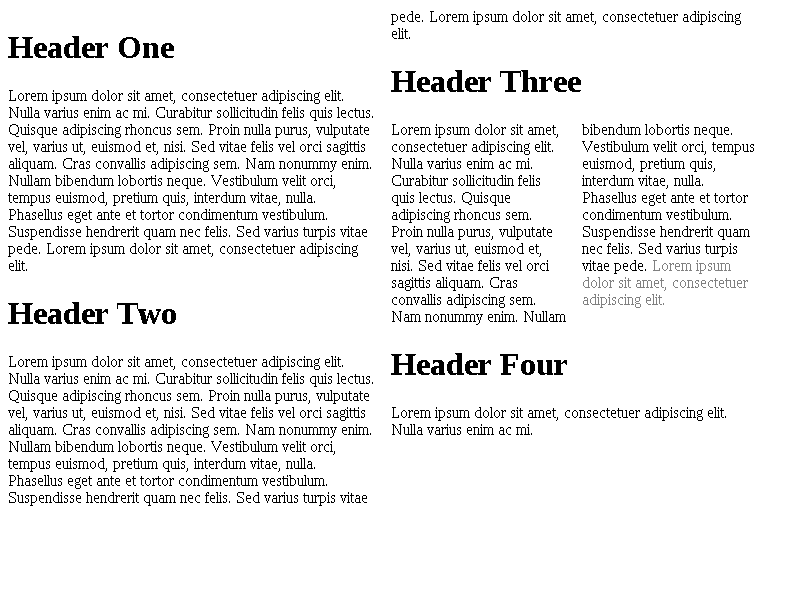 Header One
Lorem ipsum dolor sit amet, consectetuer adipiscing elit.
Nulla varius enim ac mi. Curabitur sollicitudin felis quis lectus.
Quisque adipiscing rhoncus sem. Proin nulla purus, vulputate
vel, varius ut, euismod et, nisi. Sed vitae felis vel orci sagittis
aliquam. Cras convallis adipiscing sem. Nam nonummy enim.
Nullam bibendum lobortis neque. Vestibulum velit orci,
tempus euismod, pretium quis, interdum vitae, nulla.
Phasellus eget ante et tortor condimentum vestibulum.
Suspendisse hendrerit quam nec felis. Sed varius turpis vitae
pede. Lorem ipsum dolor sit amet, consectetuer adipiscing
elit.
Header Two
Lorem ipsum dolor sit amet, consectetuer adipiscing elit.
Nulla varius enim ac mi. Curabitur sollicitudin felis quis lectus.
Quisque adipiscing rhoncus sem. Proin nulla purus, vulputate
vel, varius ut, euismod et, nisi. Sed vitae felis vel orci sagittis
aliquam. Cras convallis adipiscing sem. Nam nonummy enim.
Nullam bibendum lobortis neque. Vestibulum velit orci,
tempus euismod, pretium quis, interdum vitae, nulla.
Phasellus eget ante et tortor condimentum vestibulum.
Suspendisse hendrerit quam nec felis. Sed varius turpis vitae
pede. Lorem ipsum dolor sit amet, consectetuer adipiscing
elit.
Header Three
Lorem ipsum dolor sit amet,
consectetuer adipiscing elit.
Nulla varius enim ac mi.
Curabitur sollicitudin felis
quis lectus. Quisque
adipiscing rhoncus sem.
Proin nulla purus, vulputate
vel, varius ut, euismod et,
nisi. Sed vitae felis vel orci
sagittis aliquam. Cras
convallis adipiscing sem.
Nam nonummy enim. Nullam
bibendum lobortis neque.
Vestibulum velit orci, tempus
euismod, pretium quis,
interdum vitae, nulla.
Phasellus eget ante et tortor
condimentum vestibulum.
Suspendisse hendrerit quam
nec felis. Sed varius turpis
vitae pede. Lorem ipsum
dolor sit amet, consectetuer
adipiscing elit.
Header Four
Lorem ipsum dolor sit amet, consectetuer adipiscing elit.
Nulla varius enim ac mi.